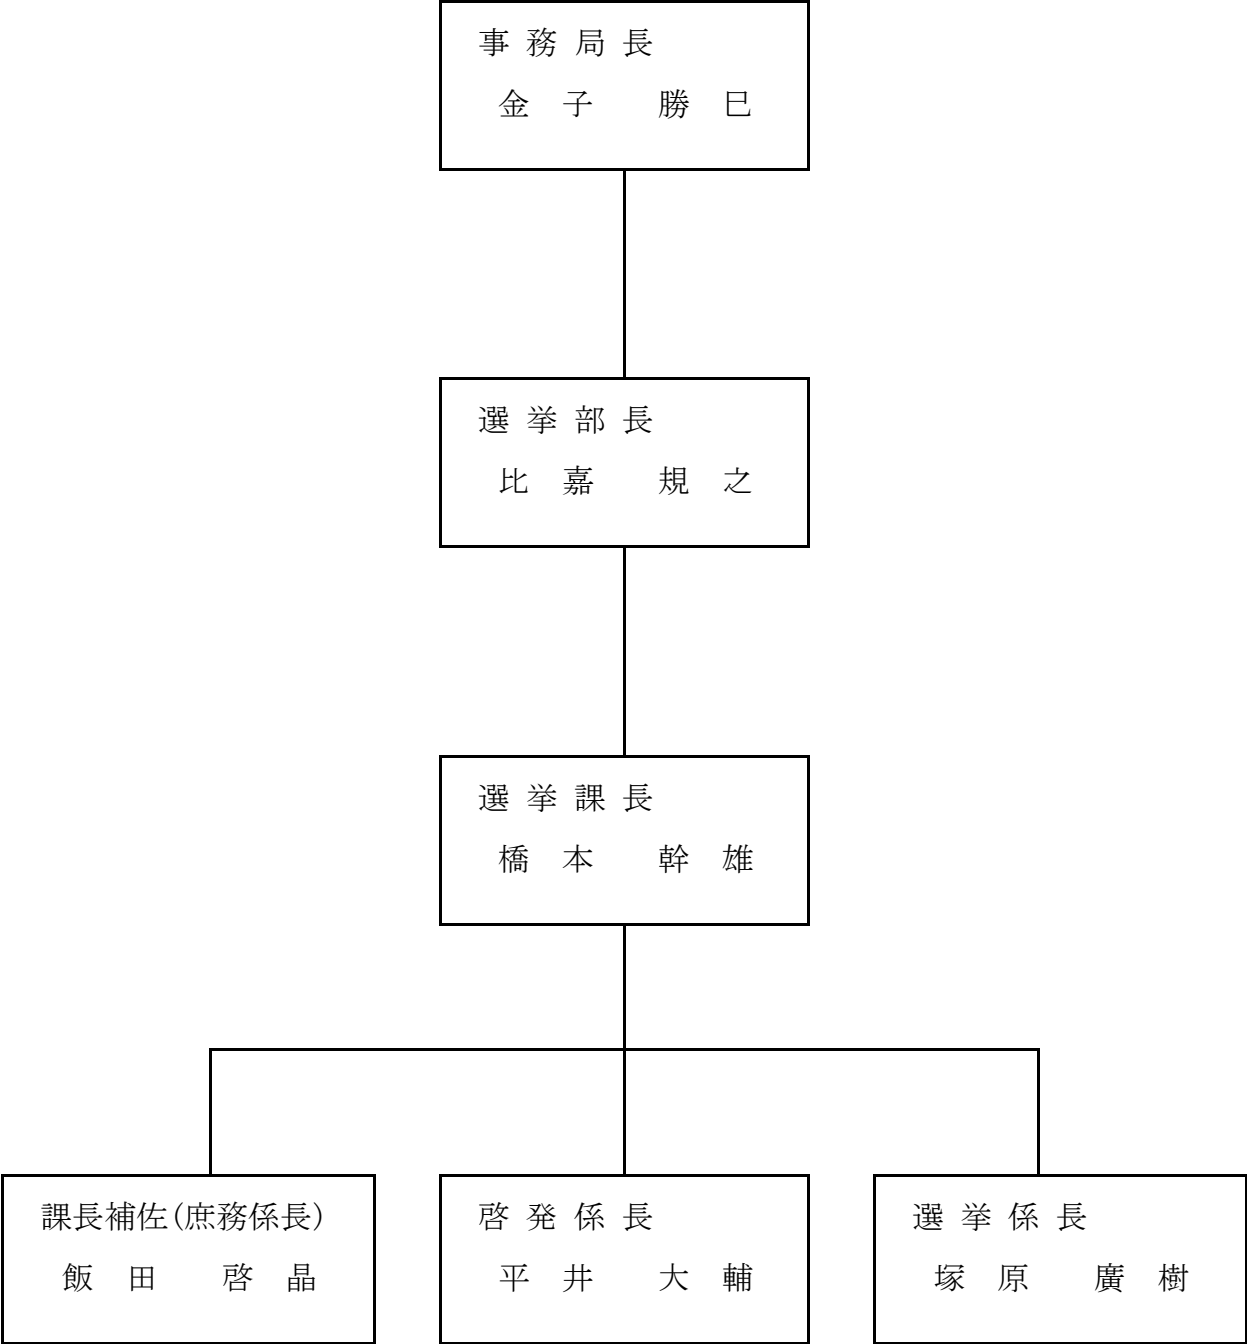 事務局長
金子 勝巳
選挙部長
比嘉 規之
選挙課長
橋本 幹雄
課長補佐(庶務係長)
飯田 啓晶
啓発係長
平井 大輔
選挙係長
塚原 廣樹